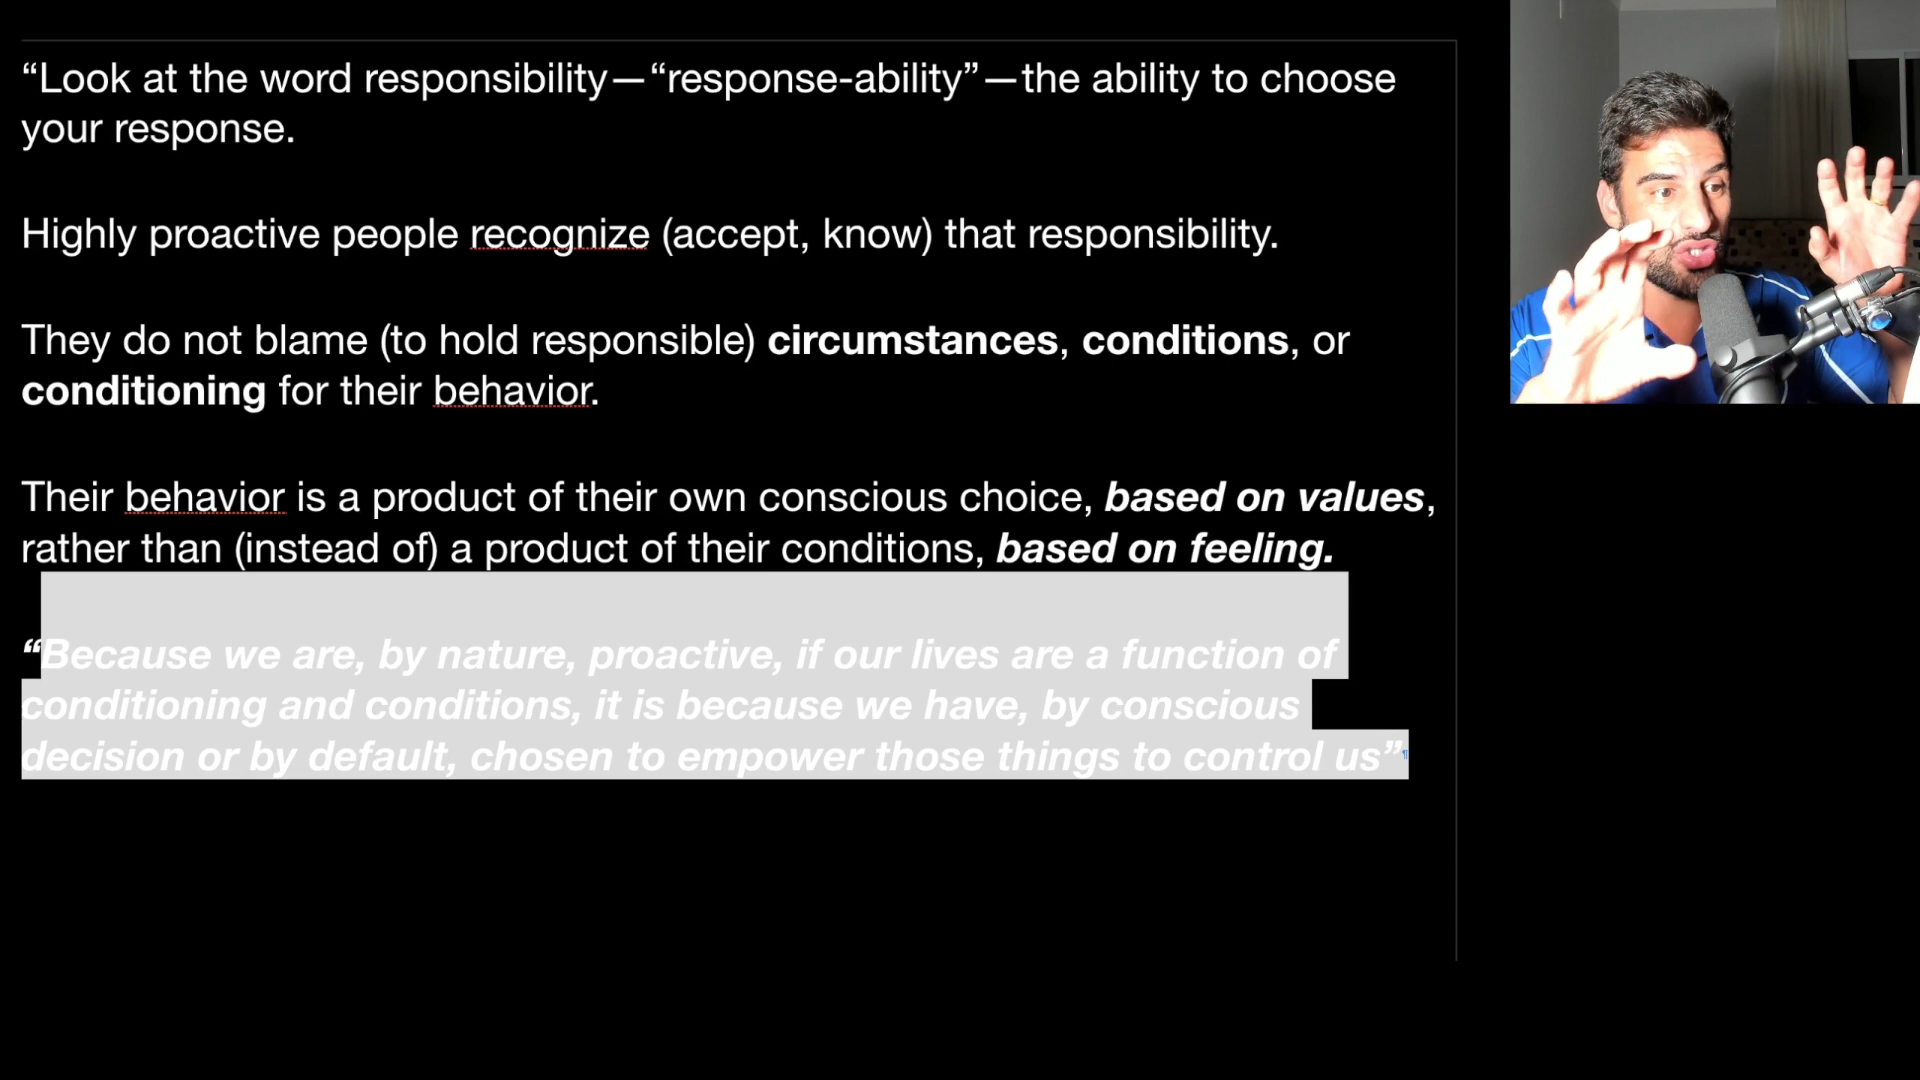 “Look at the word responsibility—“response-ability”—the ability to choose
your response.
Highly proactive people recognize (accept, know) that responsibility.
They do not blame (to hold responsible) circumstances, conditions, or
conditioning for their behavior.
Their behavior is a product of their own conscious choice, based on values,
rather than (instead of) a product of their conditions, based on feeling.
“Because we are, by nature, proactive, if our lives are a function of
conditioning and conditions, it is because we have, by conscious
decision or by default, chosen to empower those things to control us”